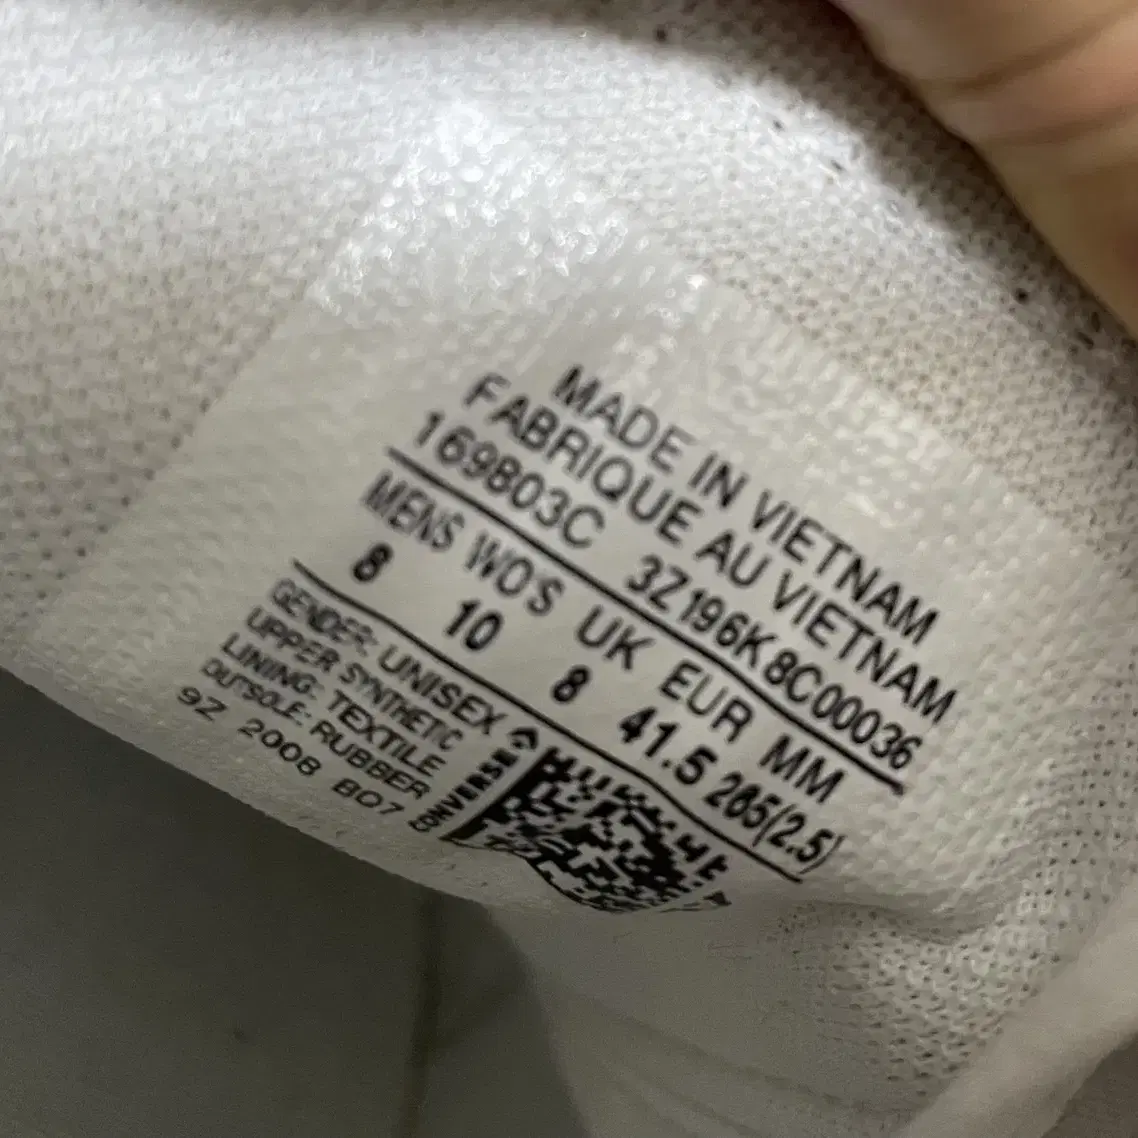 MADE IN VIETNAM
FABRIQUE AU VIETNAM
169803C 3Z196K8C00036
MENS WO'S UK EUR MM
8 10 8 41.5 265(2.5)
GENDER: UNISEX
UPPER SYNTHETIC
LINING: TEXTILE
OUTSOLE: RUBBER
9Z 2008 B07
CONVERSE